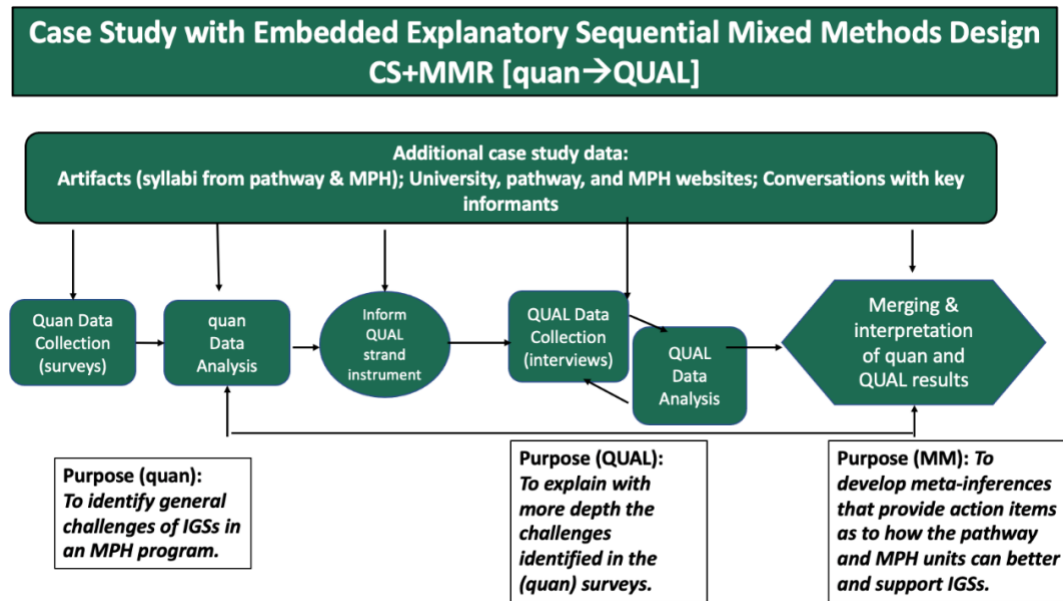 Case Study with Embedded Explanatory Sequential Mixed Methods Design
CS+MMR [quan→QUAL]
Additional case study data:
Artifacts (syllabi from pathway & MPH); University, pathway, and MPH websites; Conversations with key
informants
Quan Data
Collection
(surveys)
quan
Data
Analysis
Inform
QUAL
strand
instrument
QUAL Data
Collection
(interviews)
QUAL
Data
Analysis
Merging &
interpretation
of quan and
QUAL results
Purpose (quan):
To identify general
challenges of IGSs in
an MPH program.
Purpose (QUAL):
To explain with
more depth the
challenges
identified in the
(quan) surveys.
Purpose (MM): To
develop meta-inferences
that provide action items
as to how the pathway
and MPH units can better
and support IGSs.